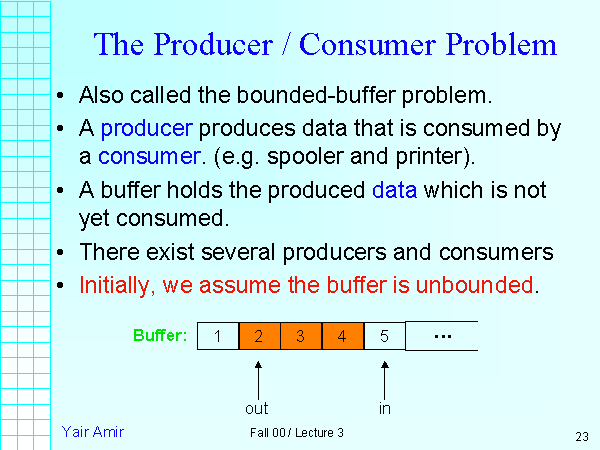 The Producer / Consumer Problem
• Also called the bounded-buffer problem.
• A producer produces data that is consumed by
a consumer. (e.g. spooler and printer).
• A buffer holds the produced data which is not
yet consumed.
• There exist several producers and consumers
• Initially, we assume the buffer is unbounded.
Buffer: 1 2 3 4 5 ...
out in
Yair Amir Fall 00 / Lecture 3 23